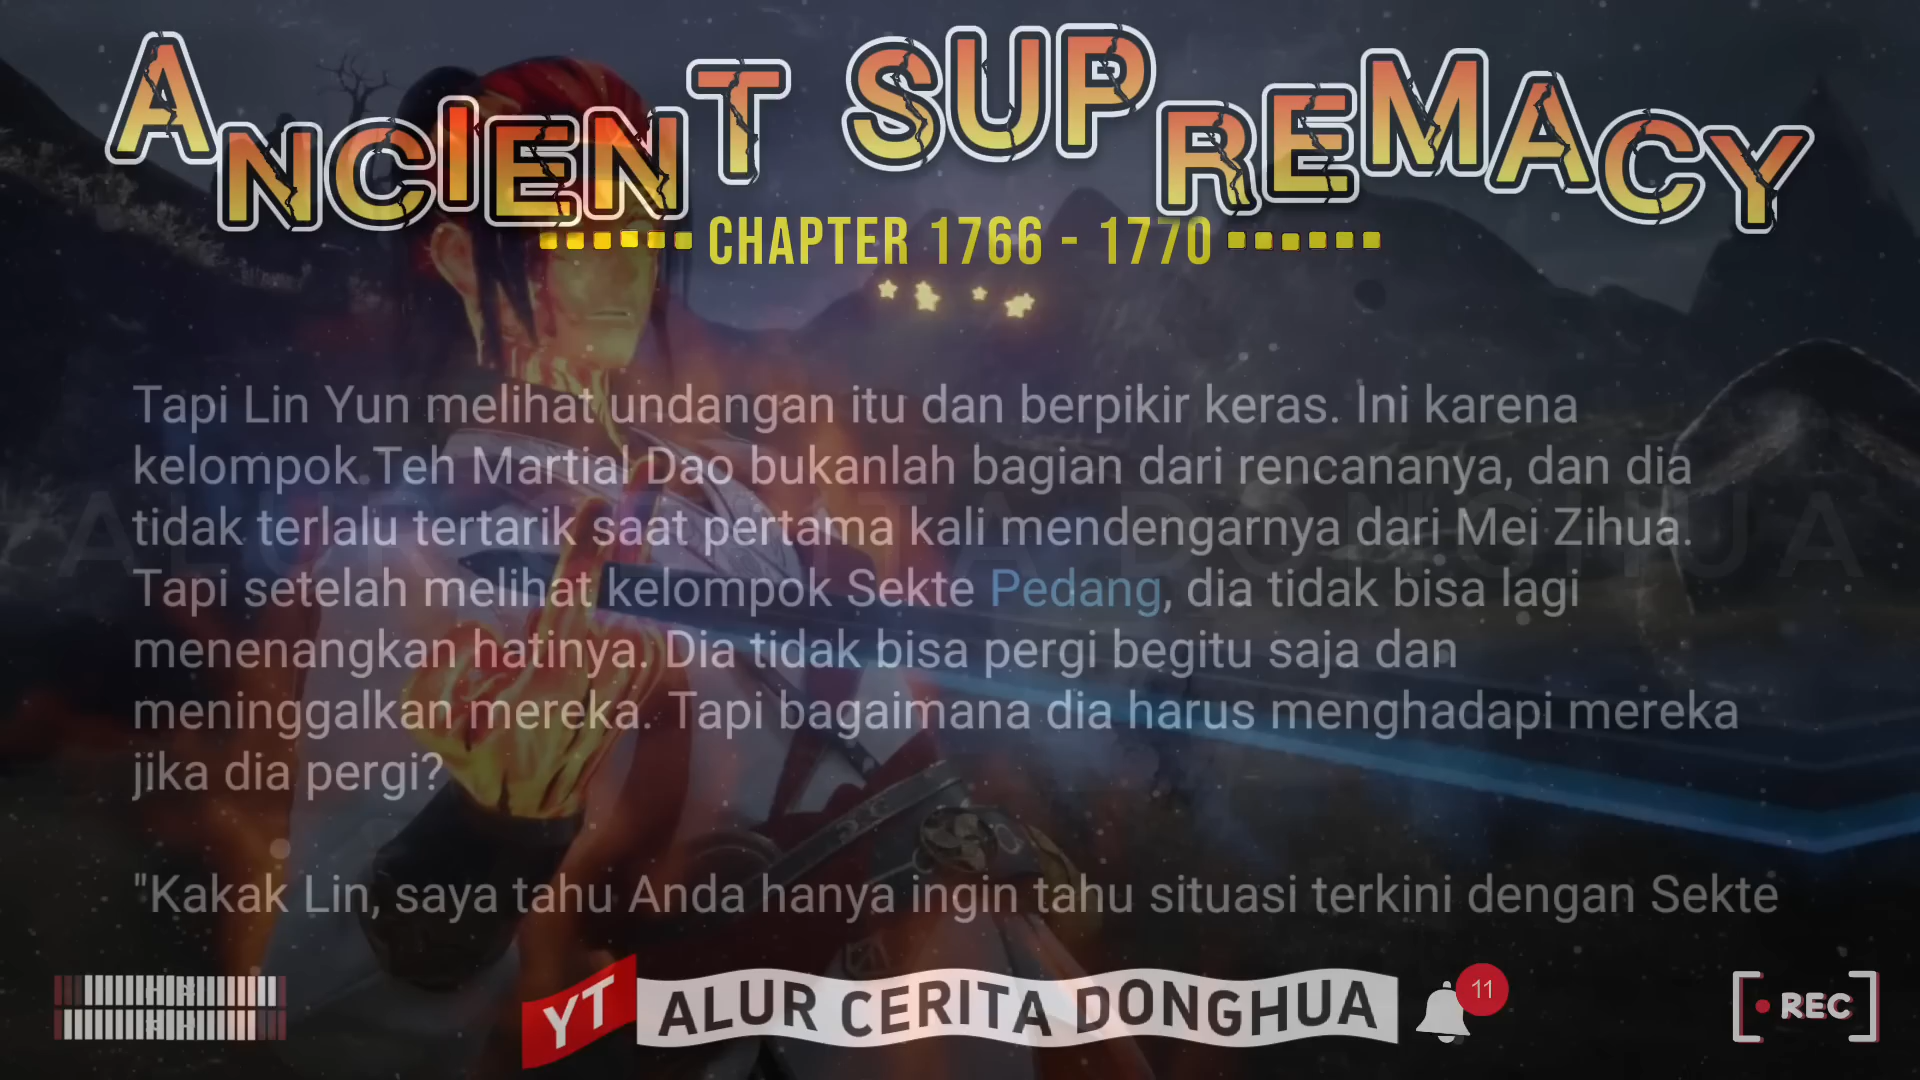 ANCIENT SUPREMACY
CHAPTER 1766 - 1770
Tapi Lin Yun melihat undangan itu dan berpikir keras. Ini karena
kelompok Teh Martial Dao bukanlah bagian dari rencananya, dan dia
tidak terlalu tertarik saat pertama kali mendengarnya dari Mei Zihua.
Tapi setelah melihat kelompok Sekte Pedang, dia tidak bisa lagi
menenangkan hatinya. Dia tidak bisa pergi begitu saja dan
meninggalkan mereka. Tapi bagaimana dia harus menghadapi mereka
jika dia pergi?
"Kakak Lin, saya tahu Anda hanya ingin tahu situasi terkini dengan Sekte
ALUR CERITA DONGHUA
YT ALUR CERITA DONGHUA
11
REC